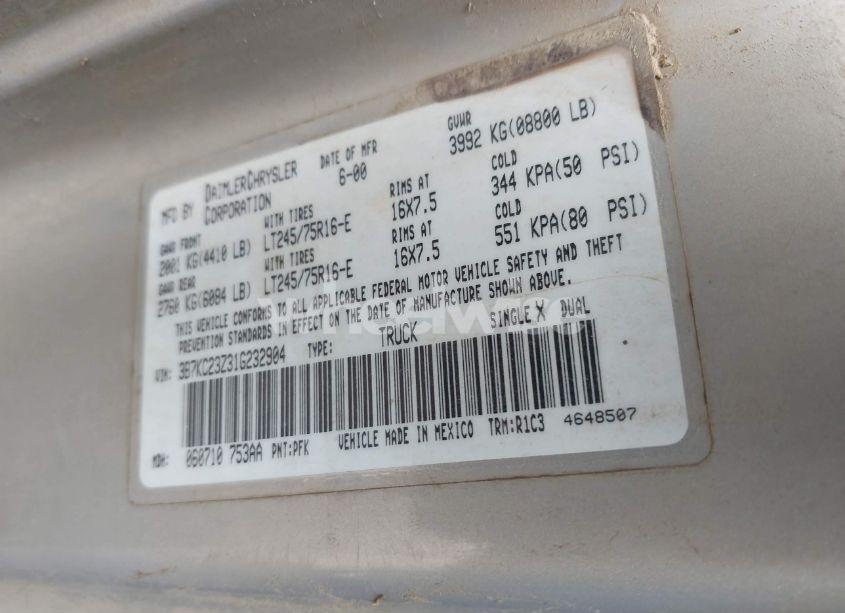 MFD BY DAIMLERCHRYSLER CORPORATION DATE OF MFR 6-00 GVWR 3992 KG(08800 LB)
GAWR FRONT WITH TIRES RIMS AT COLD
2001 KG(4410 LB) LT245/75R16-E 16X7.5 344 KPA(50 PSI)
GAWR REAR WITH TIRES RIMS AT COLD
2760 KG(6084 LB) LT245/75R16-E 16X7.5 551 KPA(80 PSI)
THIS VEHICLE CONFORMS TO ALL APPLICABLE FEDERAL MOTOR VEHICLE SAFETY AND THEFT
PREVENTION STANDARDS IN EFFECT ON THE DATE OF MANUFACTURE SHOWN ABOVE.
VIN: 3B7KC23Z31G232904 TYPE: TRUCK SINGLE X DUAL
MDH: 060710 753AA PNT:PFK VEHICLE MADE IN MEXICO TRM:R1C3 4648507